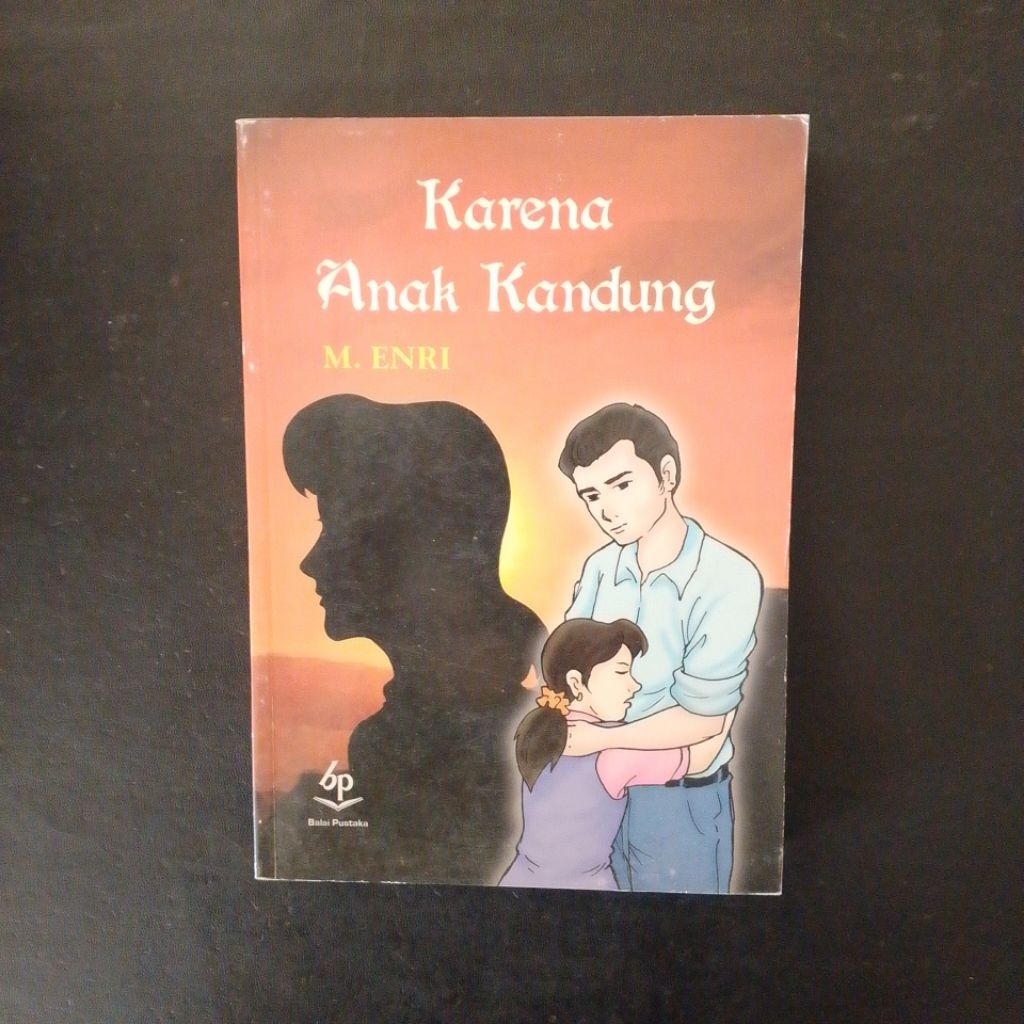 Karena
Anak Kandung
M. ENRI
bp
Balai Pustaka